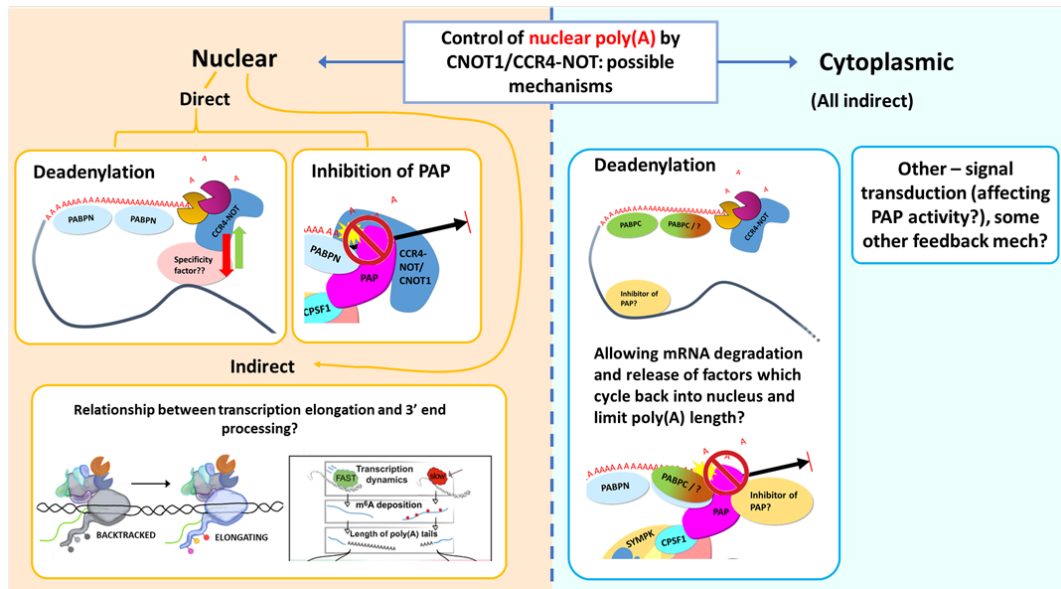 Control of nuclear poly(A) by
CNOT1/CCR4-NOT: possible
mechanisms
Nuclear
Direct
Deadenylation
A
A
A
AAAAAAAAAAAAAAAAAAA
PABPN
PABPN
CCR4-NOT
Specificity
factor??
Inhibition of PAP
A
A
A
AAAAAAAAA
PABPN
PAP
CCR4-
NOT/
CNOT1
CPSF1
Indirect
Relationship between transcription elongation and 3’ end
processing?
BACKTRACKED
ELONGATING
FAST
Transcription
dynamics
slow
m⁶A deposition
Length of poly(A) tails
Cytoplasmic
(All indirect)
Deadenylation
A
A
A
AAAAAAAAAAAAAAAAAAA
PABPC
PABPC / ?
CCR4-NOT
Inhibitor of
PAP?
Allowing mRNA degradation
and release of factors which
cycle back into nucleus and
limit poly(A) length?
A
A
A
AAAAAAAAAAAAAAAA
PABPN
PABPC / ?
PAP
Inhibitor of
PAP?
SYMPK
CPSF1
Other – signal
transduction (affecting
PAP activity?), some
other feedback mech?